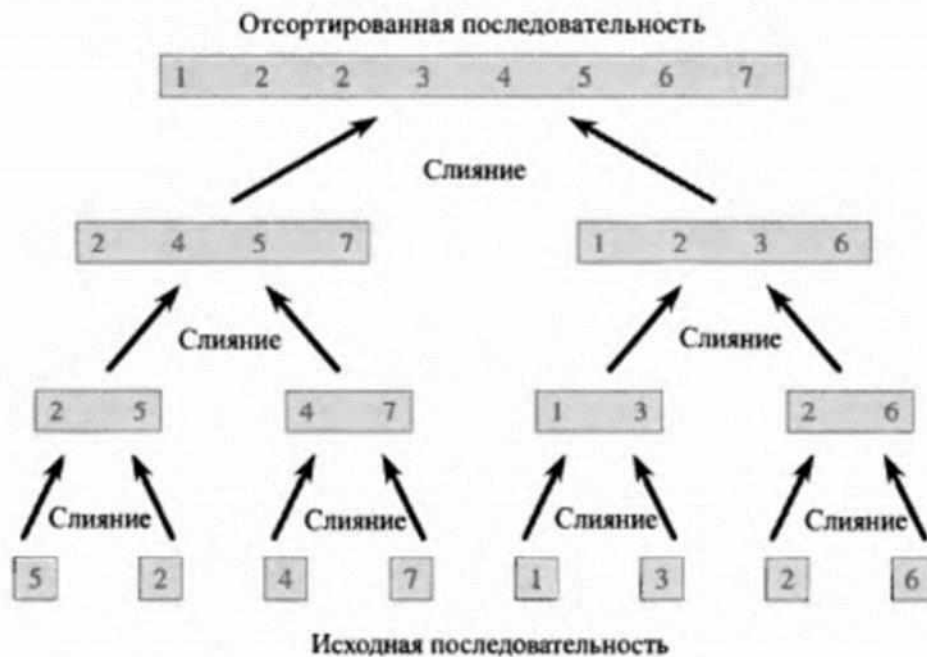 Отсортированная последовательность
1 2 2 3 4 5 6 7
Слияние
2 4 5 7
1 2 3 6
Слияние
Слияние
2 5
4 7
1 3
2 6
Слияние
Слияние
Слияние
Слияние
5
2
4
7
1
3
2
6
Исходная последовательность